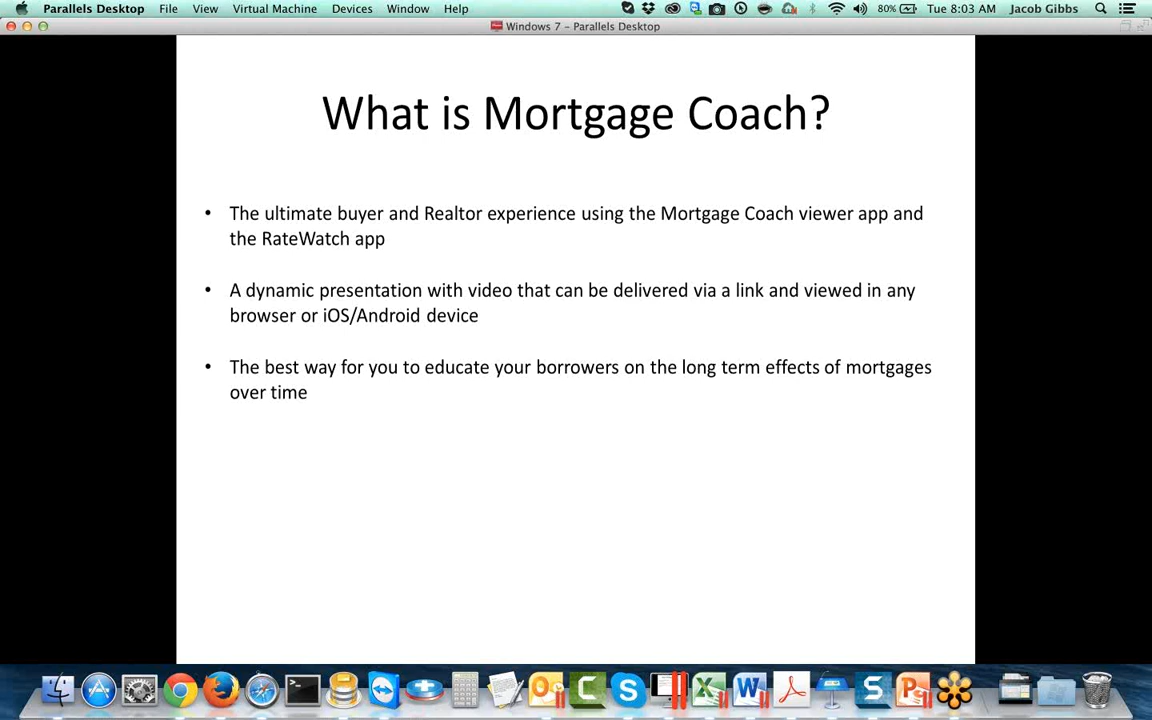 Parallels Desktop File View Virtual Machine Devices Window Help 80% Tue 8:03 AM Jacob Gibbs
Windows 7 - Parallels Desktop
What is Mortgage Coach?
• The ultimate buyer and Realtor experience using the Mortgage Coach viewer app and
the RateWatch app
• A dynamic presentation with video that can be delivered via a link and viewed in any
browser or iOS/Android device
• The best way for you to educate your borrowers on the long term effects of mortgages
over time